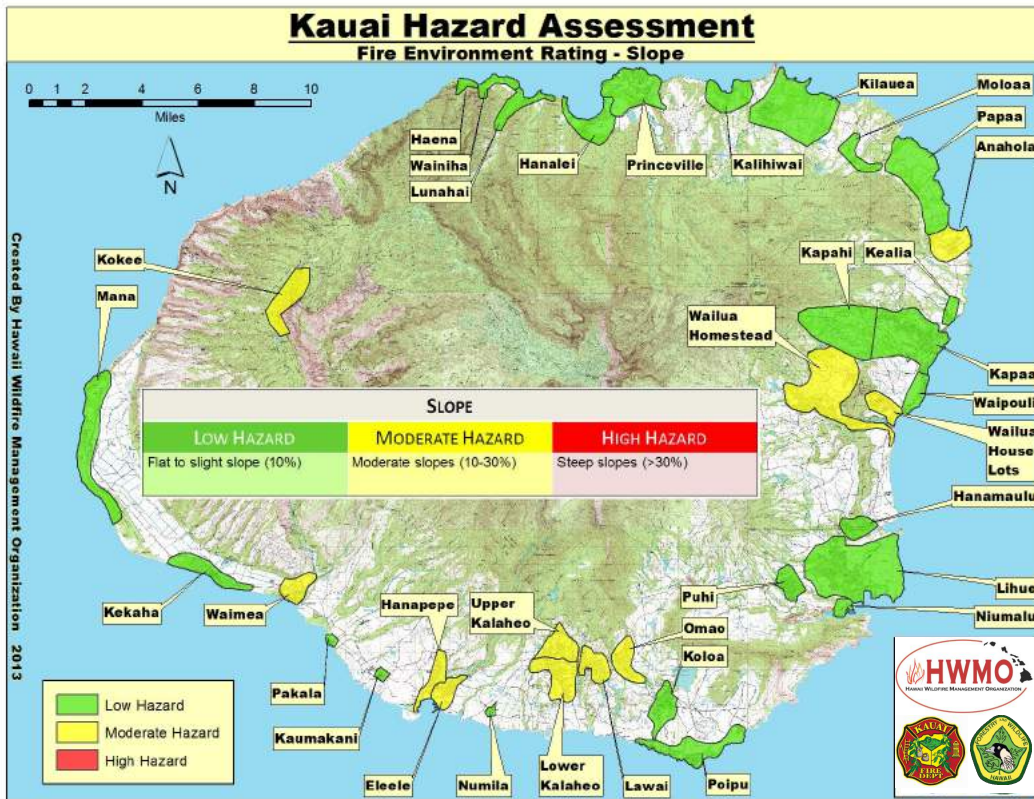 Kauai Hazard Assessment
Fire Environment Rating - Slope
0 1 2 4 6 8 10
Miles
N
Created By Hawaii Wildfire Management Organization 2013
Haena
Wainiha
Lunahai
Hanalei
Princeville
Kalihiwai
Kilauea
Moloaa
Papaa
Anahola
Kapahi
Kealia
Kokee
Mana
Wailua
Homestead
Kapaa
Waipouli
Wailua
House
Lots
SLOPE
LOW HAZARD
MODERATE HAZARD
HIGH HAZARD
Flat to slight slope (10%)
Moderate slopes (10-30%)
Steep slopes (>30%)
Hanamaulu
Lihue
Puhi
Niumalu
Kekaha
Waimea
Hanapepe
Upper
Kalaheo
Omao
Koloa
Pakala
Kaumakani
Eleele
Numila
Lower
Kalaheo
Lawai
Poipu
Low Hazard
Moderate Hazard
High Hazard
HWMO
HAWAII WILDFIRE MANAGEMENT ORGANIZATION
KAUAI
FIRE
DEPT
FORESTRY AND WILDLIFE
HAWAII